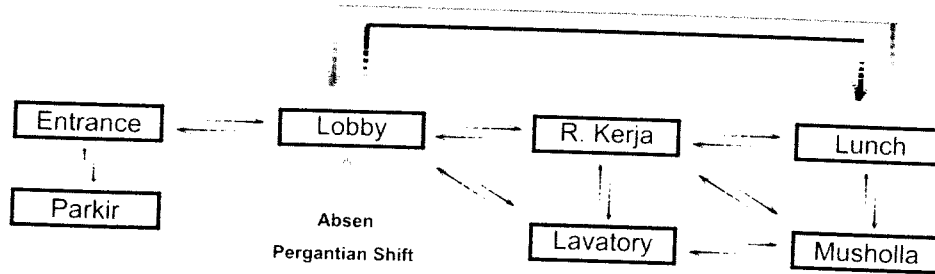 Entrance
Lobby
R. Kerja
Lunch
Parkir
Absen
Pergantian Shift
Lavatory
Musholla